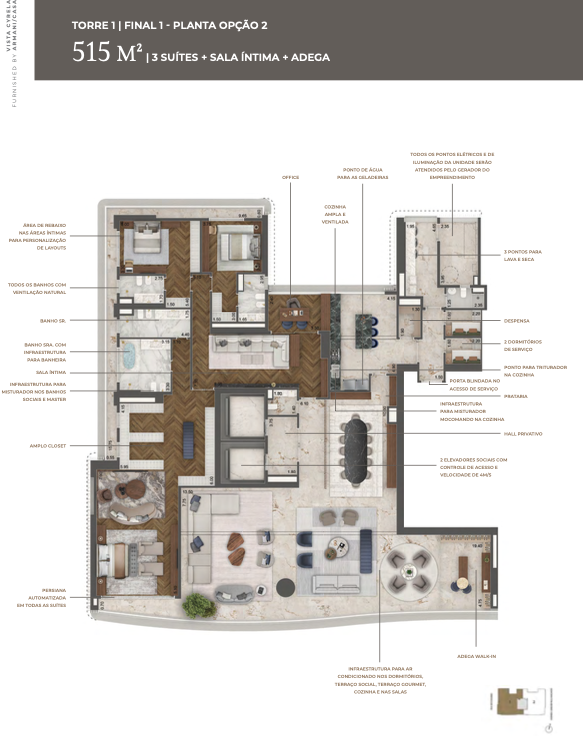 VISTA CYRELA
FURNISHED BY ARMANI/CASA
TORRE 1 | FINAL 1 - PLANTA OPÇÃO 2
515 M² | 3 SUÍTES + SALA ÍNTIMA + ADEGA
TODOS OS PONTOS ELÉTRICOS E DE
ILUMINAÇÃO DA UNIDADE SERÃO
ATENDIDOS PELO GERADOR DO
EMPREENDIMENTO
PONTO DE ÁGUA
PARA AS GELADEIRAS
OFFICE
COZINHA
AMPLA E
VENTILADA
ÁREA DE REBAIXO
NAS ÁREAS ÍNTIMAS
PARA PERSONALIZAÇÃO
DE LAYOUTS
3 PONTOS PARA
LAVA E SECA
TODOS OS BANHOS COM
VENTILAÇÃO NATURAL
BANHO SR.
DESPENSA
BANHO SRA. COM
INFRAESTRUTURA
PARA BANHEIRA
2 DORMITÓRIOS
DE SERVIÇO
SALA ÍNTIMA
PONTO PARA TRITURADOR
NA COZINHA
INFRAESTRUTURA PARA
MISTURADOR NOS BANHOS
SOCIAIS E MASTER
PORTA BLINDADA NO
ACESSO DE SERVIÇO
PRATARIA
INFRAESTRUTURA
PARA MISTURADOR
MOCOMANDO NA COZINHA
HALL PRIVATIVO
AMPLO CLOSET
2 ELEVADORES SOCIAIS COM
CONTROLE DE ACESSO E
VELOCIDADE DE 4M/S
PERSIANA
AUTOMATIZADA
EM TODAS AS SUÍTES
ADEGA WALK-IN
INFRAESTRUTURA PARA AR
CONDICIONADO NOS DORMITÓRIOS,
TERRAÇO SOCIAL, TERRAÇO GOURMET,
COZINHA E NAS SALAS